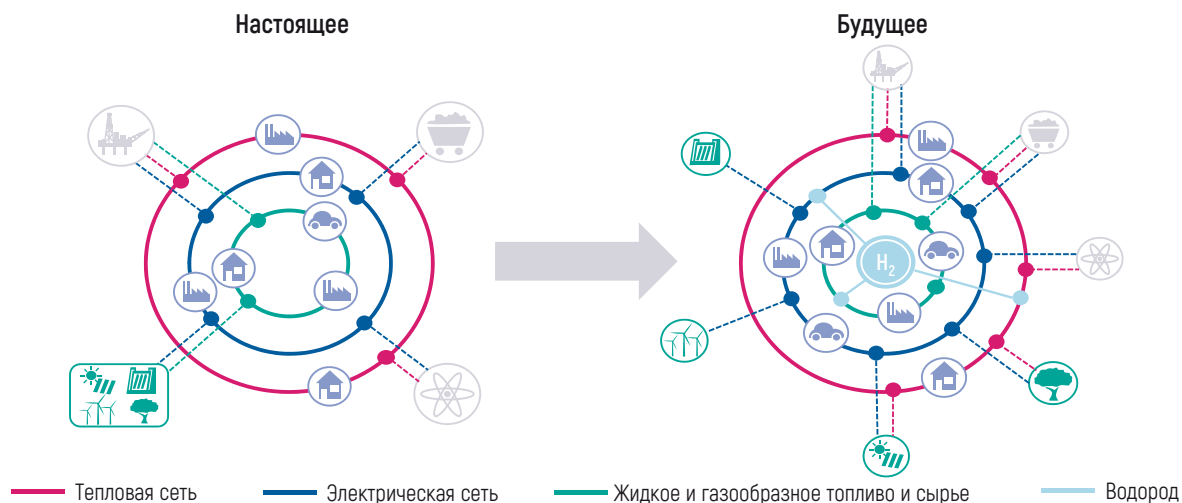 Настоящее
Будущее
H₂
Тепловая сеть
Электрическая сеть
Жидкое и газообразное топливо и сырье
Водород